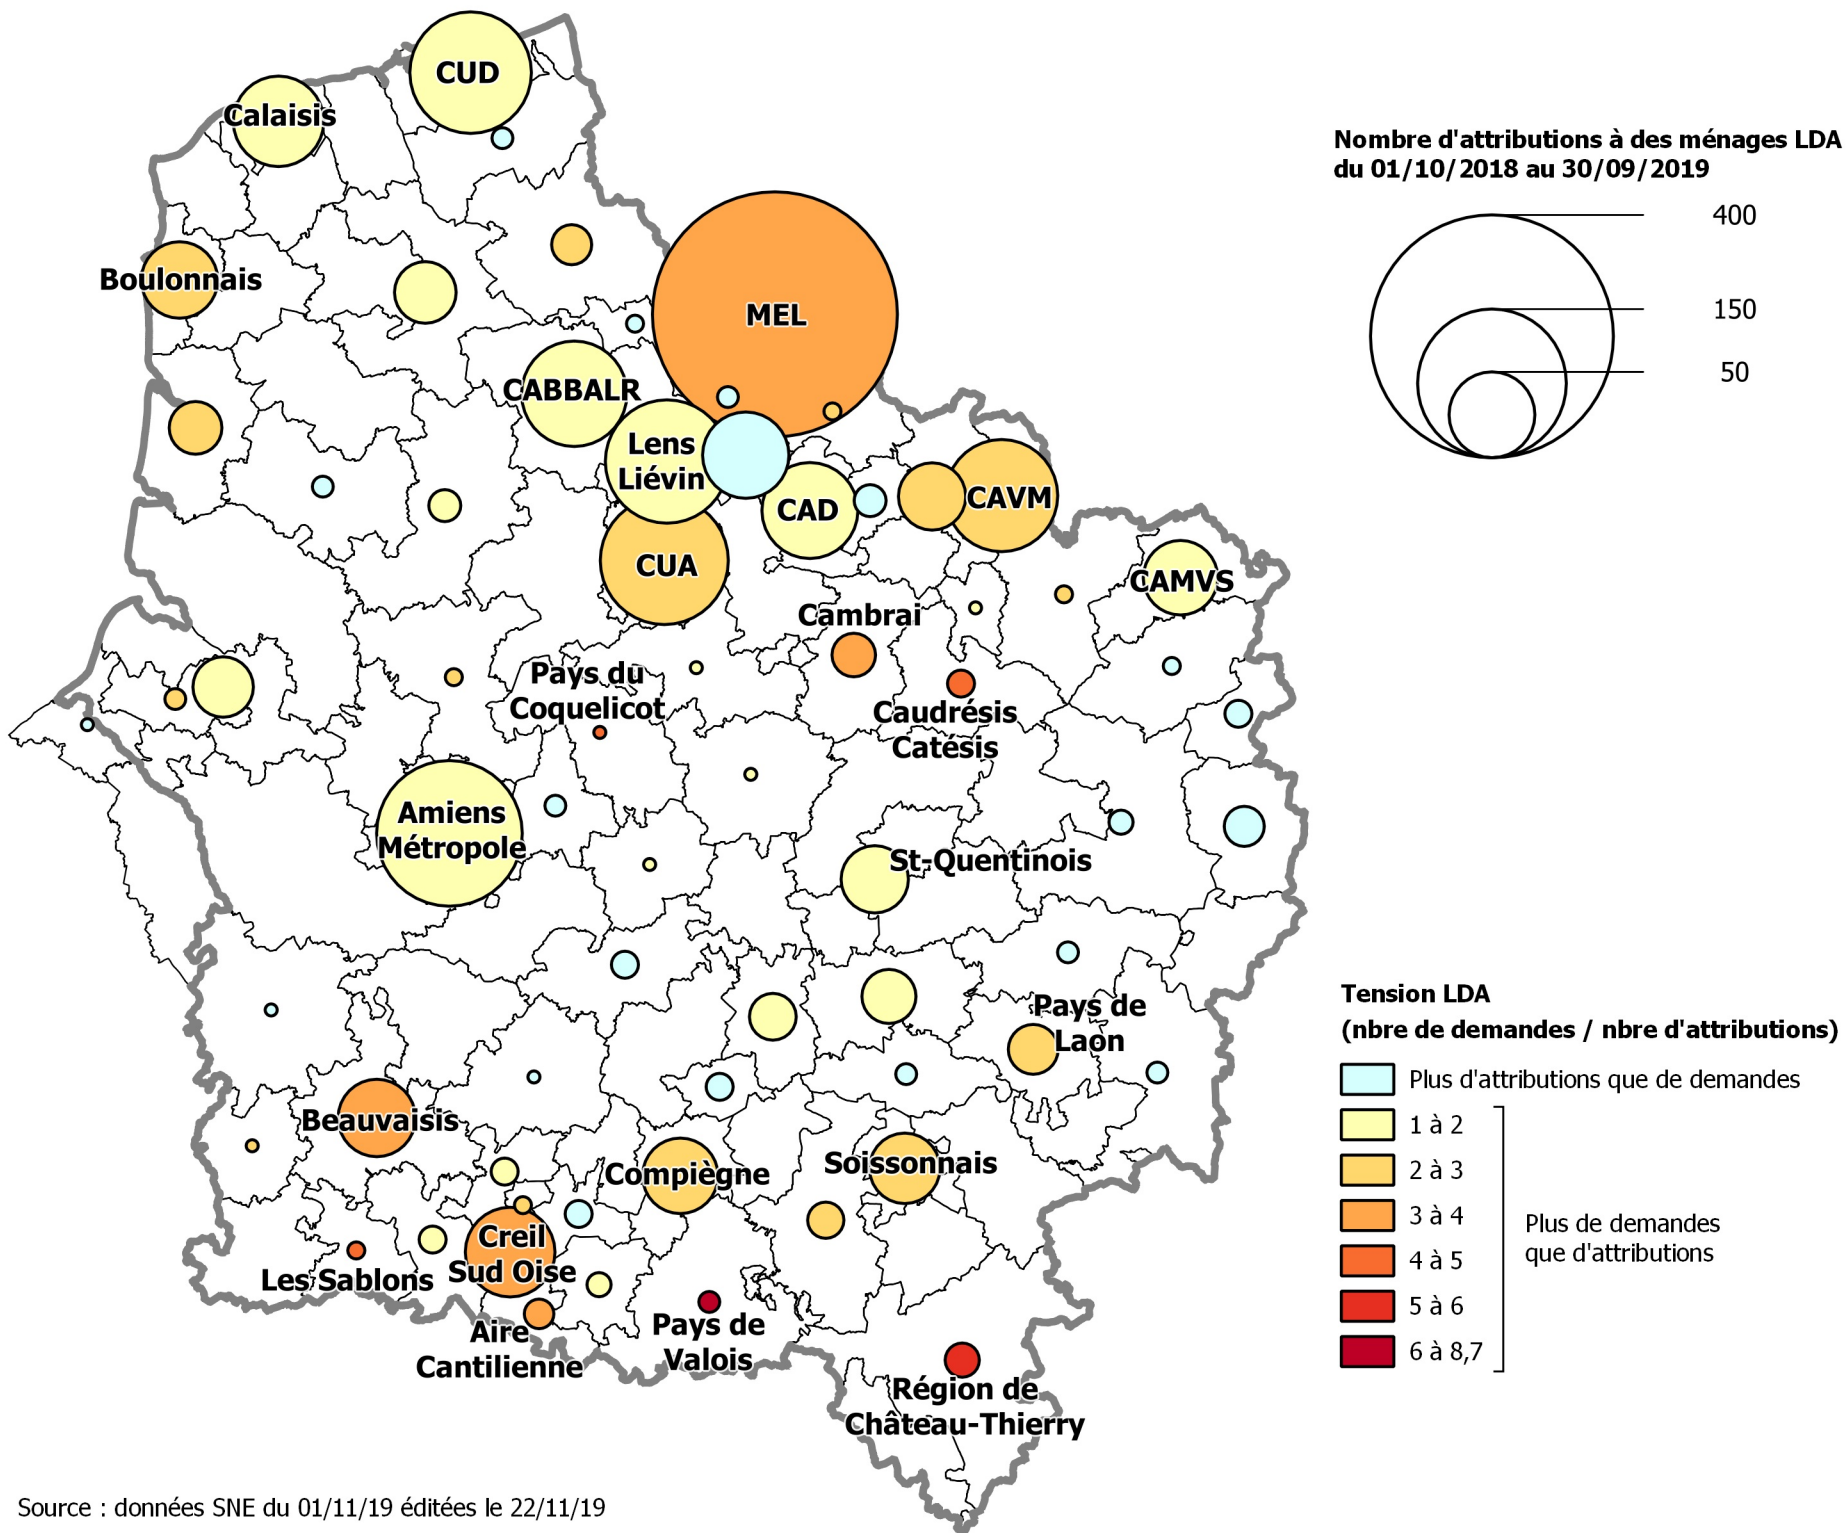 CUD
Calaisis
Nombre d'attributions à des ménages LDA
du 01/10/2018 au 30/09/2019
400
150
50
Boulonnais
MEL
CABBALR
Lens
Liévin
CAD
CAVM
CUA
CAMVS
Cambrai
Pays du
Coquelicot
Caudrésis
Catésis
Amiens
Métropole
St-Quentinois
Pays de
Laon
Beauvaisis
Compiègne
Soissonnais
Creil
Sud Oise
Les Sablons
Aire
Cantilienne
Pays de
Valois
Région de
Château-Thierry
Tension LDA
(nbre de demandes / nbre d'attributions)
Plus d'attributions que de demandes
1 à 2
2 à 3
3 à 4
4 à 5
5 à 6
6 à 8,7
Plus de demandes
que d'attributions
Source : données SNE du 01/11/19 éditées le 22/11/19